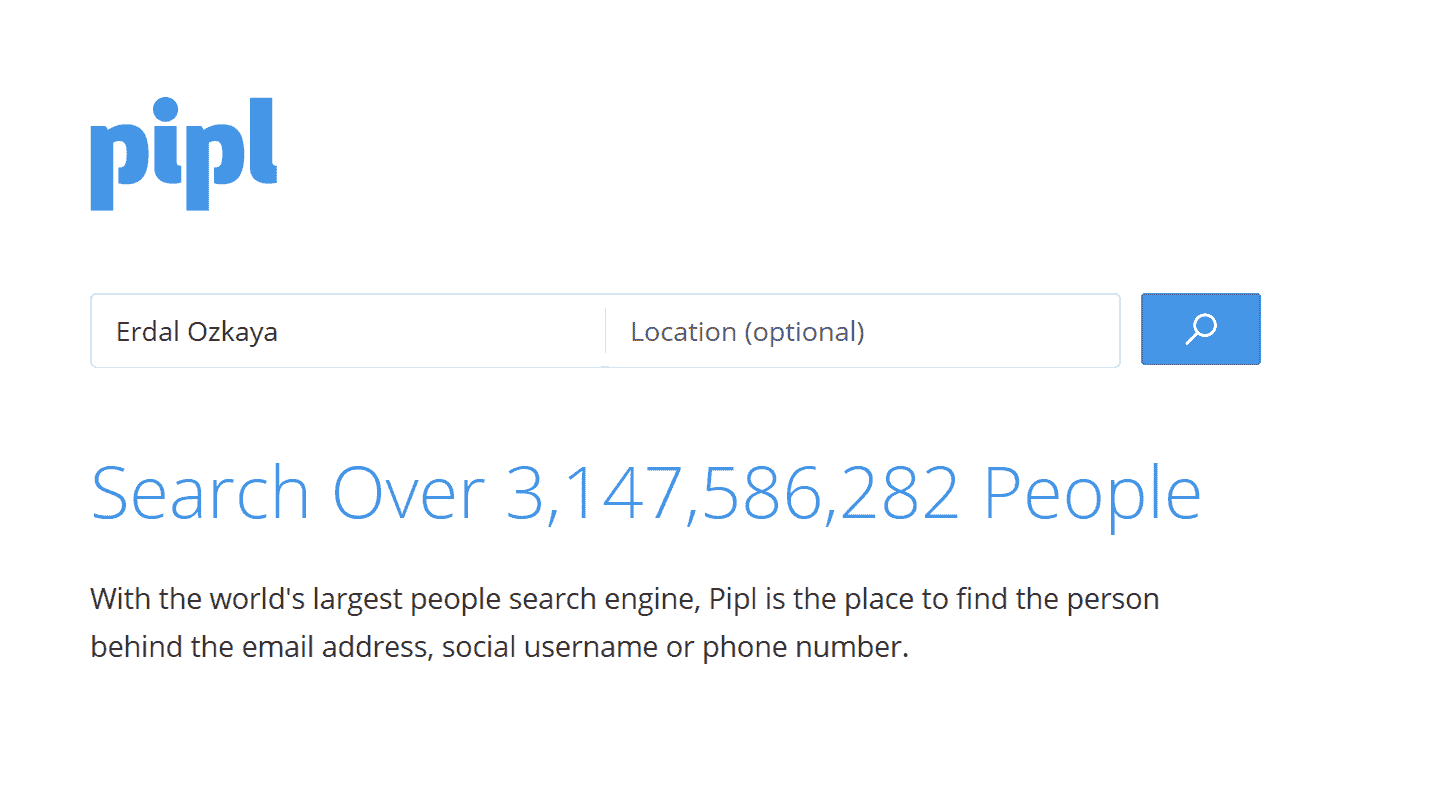 pipl
Erdal Ozkaya
Location (optional)
Search Over 3,147,586,282 People
With the world's largest people search engine, Pipl is the place to find the person
behind the email address, social username or phone number.